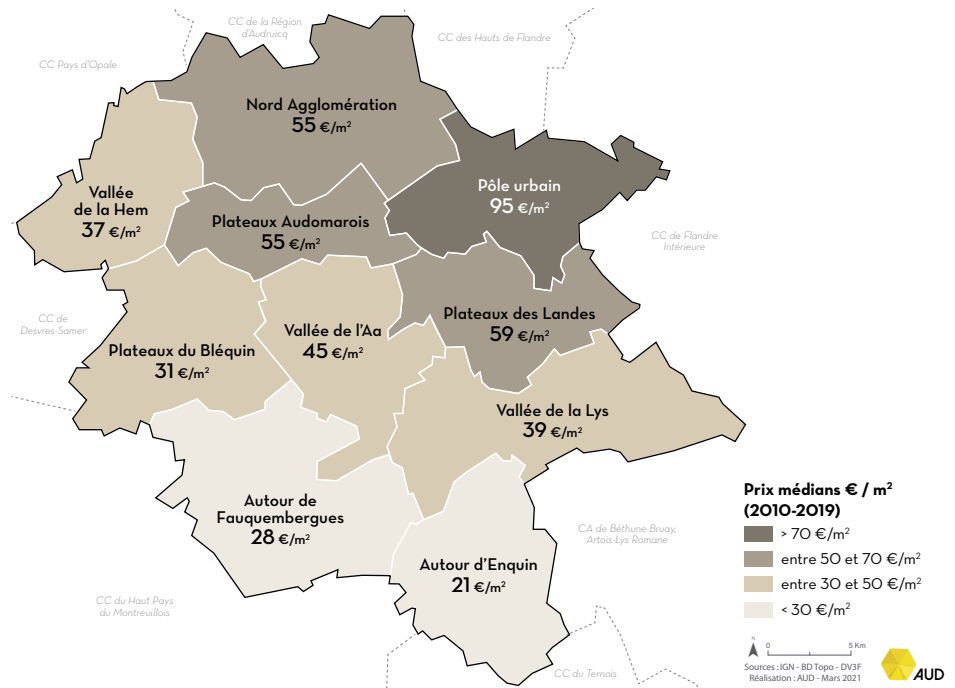 CC de la Région
d'Audruicq
CC des Hauts de Flandre
CC Pays d'Opale
Nord Agglomération
55 €/m²
Pôle urbain
95 €/m²
Vallée
de la Hem
37 €/m²
Plateaux Audomarois
55 €/m²
CC de Flandre
Intérieure
CC de
Desvres-Samer
Plateaux des Landes
59 €/m²
Vallée de l'Aa
45 €/m²
Plateaux du Bléquin
31 €/m²
Vallée de la Lys
39 €/m²
Autour de
Fauquembergues
28 €/m²
Autour d'Enquin
21 €/m²
CA de Béthune-Bruay,
Artois-Lys Romane
CC du Haut Pays
du Montreuillois
CC du Ternois
Prix médians € / m²
(2010-2019)
> 70 €/m²
entre 50 et 70 €/m²
entre 30 et 50 €/m²
< 30 €/m²
N
0 5 Km
Sources : IGN - BD Topo - DV3F
Réalisation : AUD - Mars 2021
AUD